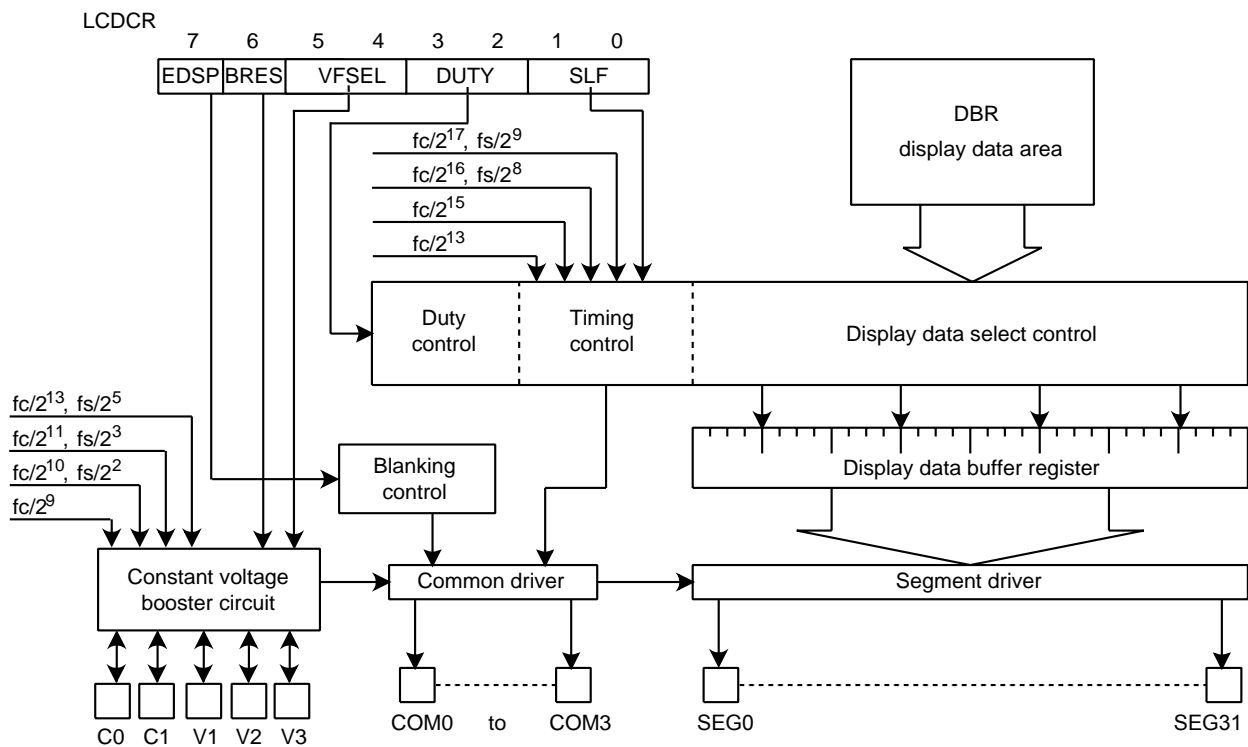 LCDCR
7 6 5 4 3 2 1 0
EDSP BRES VFSEL DUTY SLF
fc/2¹⁷, fs/2⁹
fc/2¹⁶, fs/2⁸
fc/2¹⁵
fc/2¹³
DBR
display data area
Duty
control
Timing
control
Display data select control
fc/2¹³, fs/2⁵
fc/2¹¹, fs/2³
fc/2¹⁰, fs/2²
fc/2⁹
Blanking
control
Display data buffer register
Constant voltage
booster circuit
Common driver
Segment driver
C0 C1 V1 V2 V3
COM0 to COM3
SEG0
SEG31